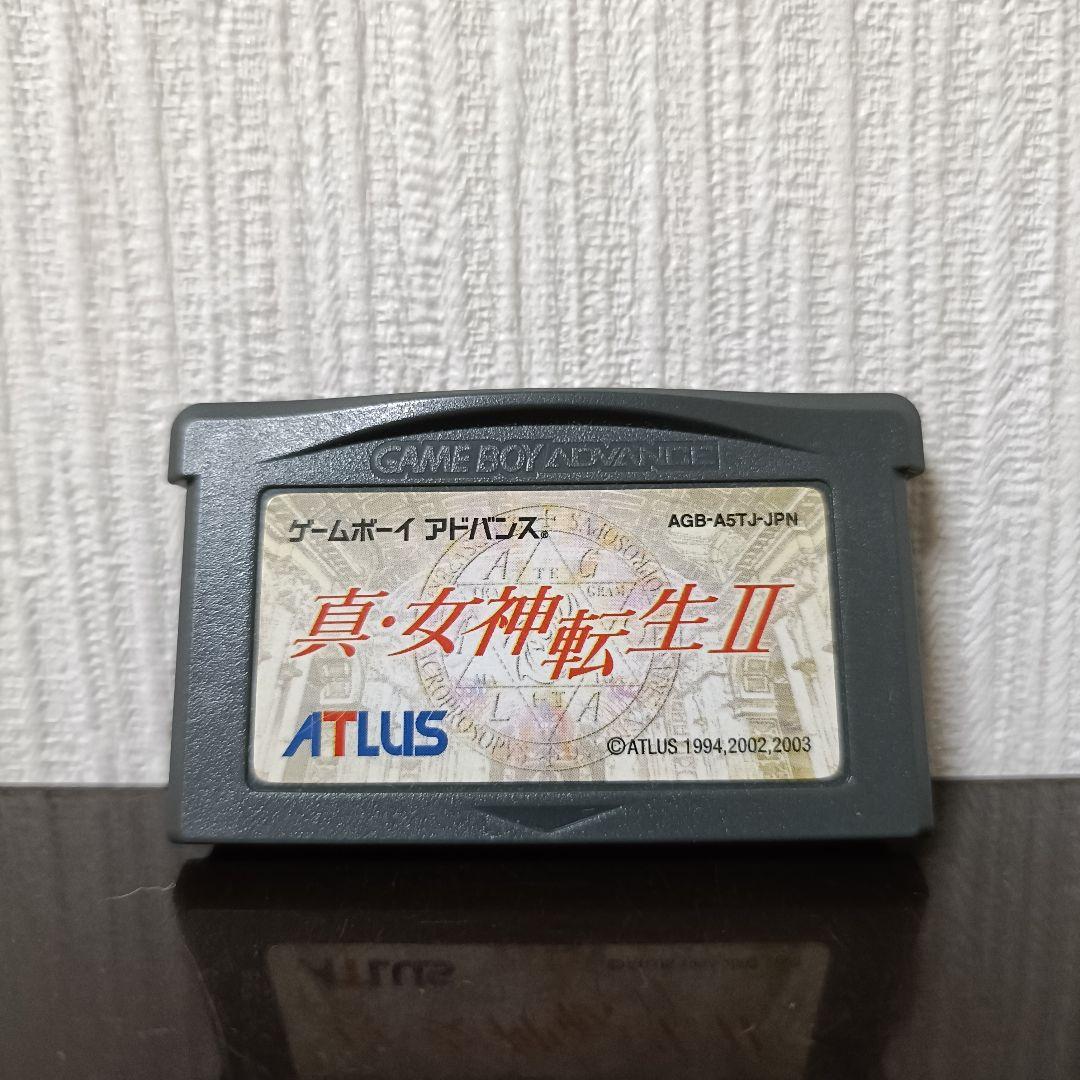 GAME BOY ADVANCE
ゲームボーイ アドバンス®
AGB-A5TJ-JPN
真・女神転生II
ATLUS
©ATLUS 1994,2002,2003